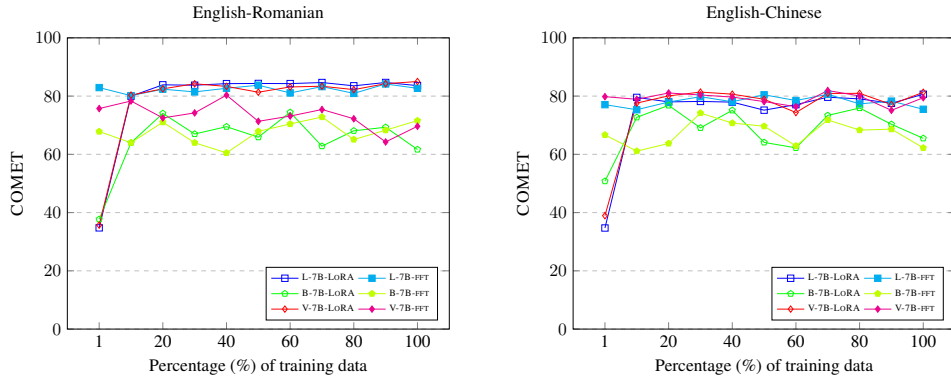 English-Romanian
100
80
60
40
20
0
COMET
1 20 40 60 80 100
Percentage (%) of training data
L-7B-LORA L-7B-FFT
B-7B-LORA B-7B-FFT
V-7B-LORA V-7B-FFT
English-Chinese
100
80
60
40
20
0
COMET
1 20 40 60 80 100
Percentage (%) of training data
L-7B-LORA L-7B-FFT
B-7B-LORA B-7B-FFT
V-7B-LORA V-7B-FFT